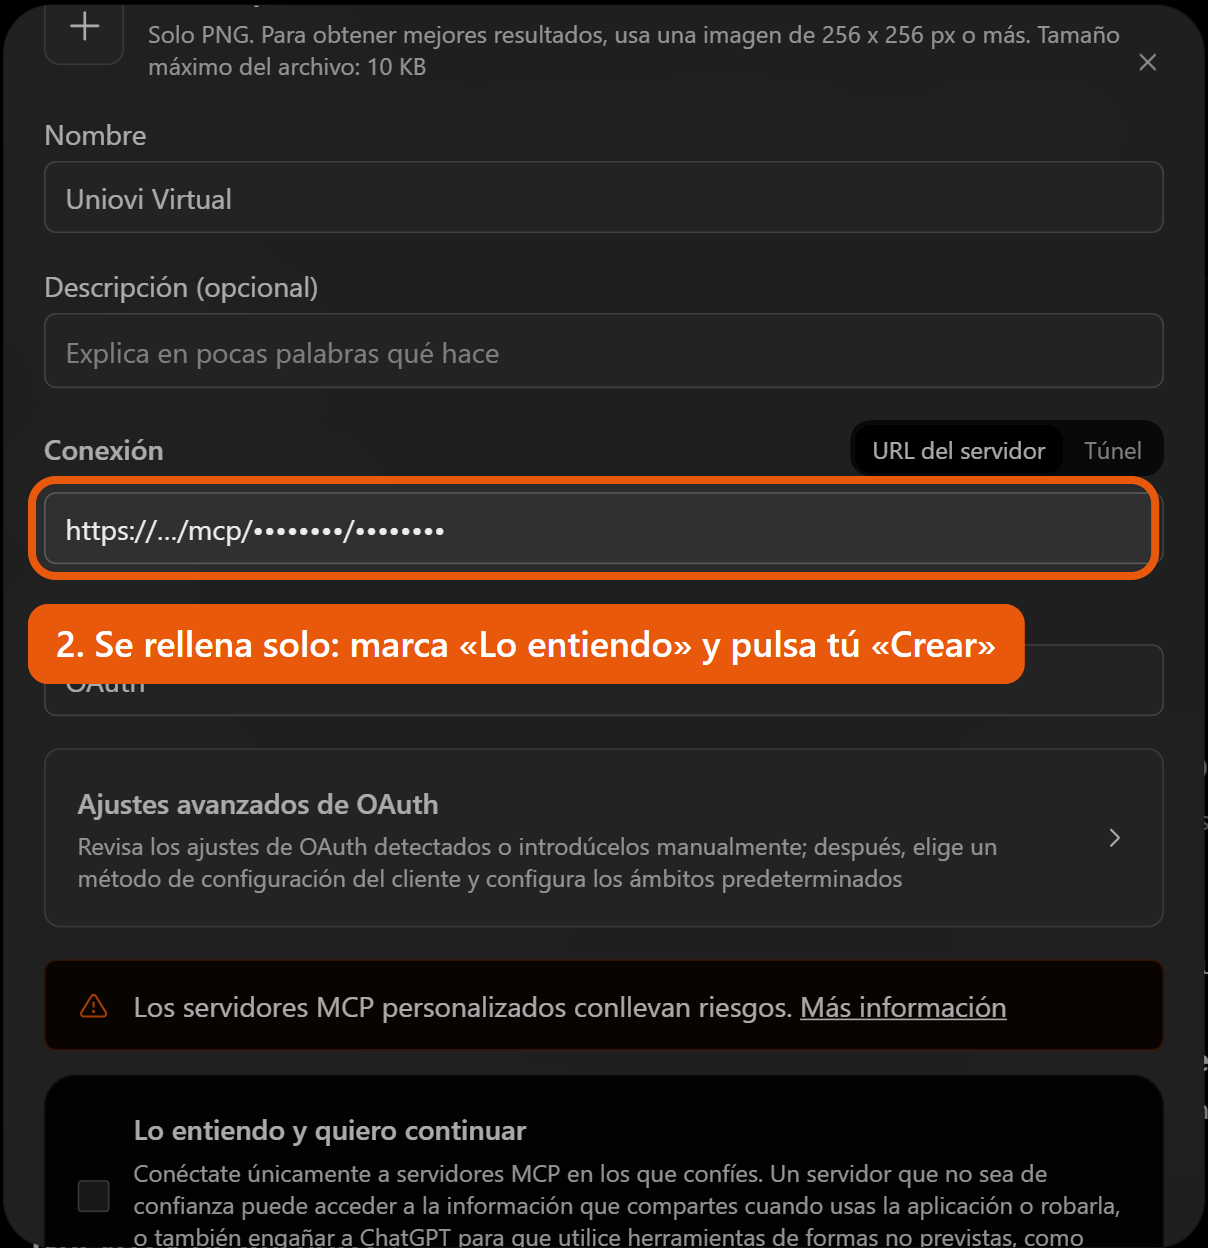 Solo PNG. Para obtener mejores resultados, usa una imagen de 256 x 256 px o más. Tamaño
máximo del archivo: 10 KB
Nombre
Uniovi Virtual
Descripción (opcional)
Explica en pocas palabras qué hace
Conexión
URL del servidor
Túnel
https://.../mcp/••••••••/••••••••
2. Se rellena solo: marca «Lo entiendo» y pulsa tú «Crear»
OAuth
Ajustes avanzados de OAuth
Revisa los ajustes de OAuth detectados o introdúcelos manualmente; después, elige un
método de configuración del cliente y configura los ámbitos predeterminados
Los servidores MCP personalizados conllevan riesgos. Más información
Lo entiendo y quiero continuar
Conéctate únicamente a servidores MCP en los que confíes. Un servidor que no sea de
confianza puede acceder a la información que compartes cuando usas la aplicación o robarla,
o también engañar a ChatGPT para que utilice herramientas de formas no previstas, como